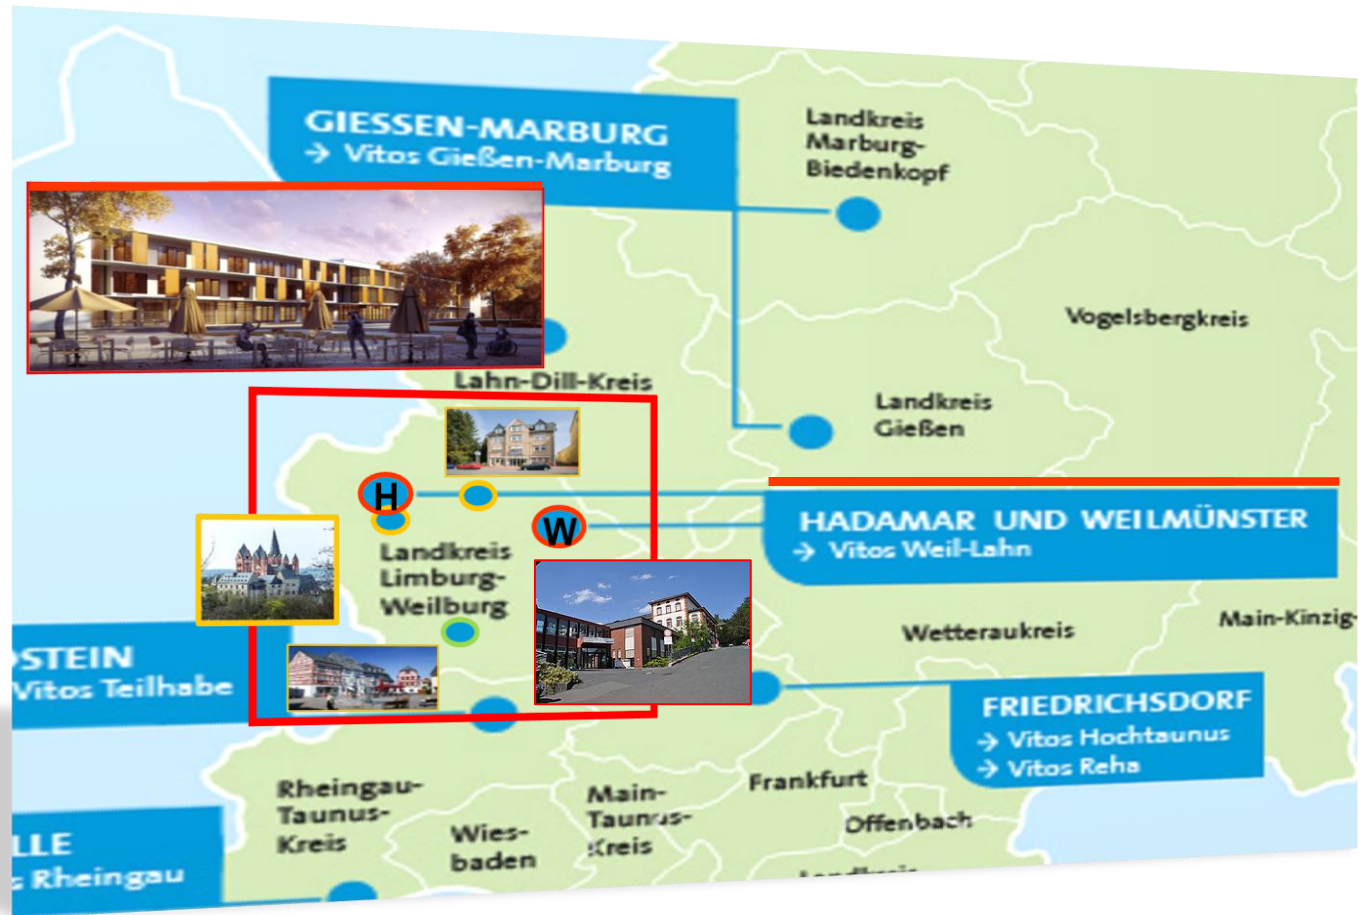 GIESSEN-MARBURG
→ Vitos Gießen-Marburg
Landkreis
Marburg-
Biedenkopf
Vogelsbergkreis
Lahn-Dill-Kreis
Landkreis
Gießen
H
W
HADAMAR UND WEILMÜNSTER
→ Vitos Weil-Lahn
Landkreis
Limburg-
Weilburg
Wetteraukreis
Main-Kinzig-
STEIN
Vitos Teilhabe
FRIEDRICHSDORF
→ Vitos Hochtaunus
→ Vitos Reha
Rheingau-
Taunus-
Kreis
Wies-
baden
Main-
Taunus-
Kreis
Frankfurt
Offenbach
LLE
s Rheingau